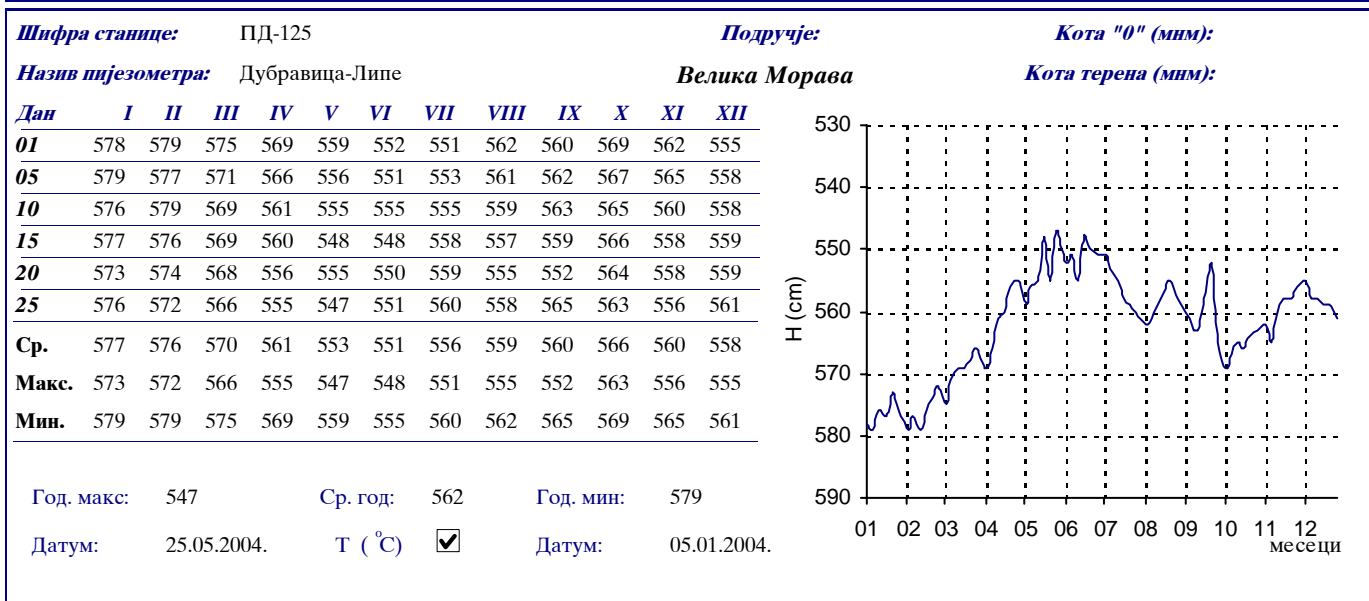 Шифра станице: ПД-125 Подручје: Кота "0" (мнм):
Назив пијезометра: Дубравица-Липе Велика Морава Кота терена (мнм):
Дан I II III IV V VI VII VIII IX X XI XII
01 578 579 575 569 559 552 551 562 560 569 562 555
05 579 577 571 566 556 551 553 561 562 567 565 558
10 576 579 569 561 555 555 555 559 563 565 560 558
15 577 576 569 560 548 548 558 557 559 566 558 559
20 573 574 568 556 555 550 559 555 552 564 558 559
25 576 572 566 555 547 551 560 558 565 563 556 561
Ср. 577 576 570 561 553 551 556 559 560 566 560 558
Макс. 573 572 566 555 547 548 551 555 552 563 556 555
Мин. 579 579 575 569 559 555 560 562 565 569 565 561
Год. макс: 547 Ср. год: 562 Год. мин: 579
Датум: 25.05.2004. Т ( °С) Датум: 05.01.2004.
H (cm)
530
540
550
560
570
580
590
01 02 03 04 05 06 07 08 09 10 11 12
месеци